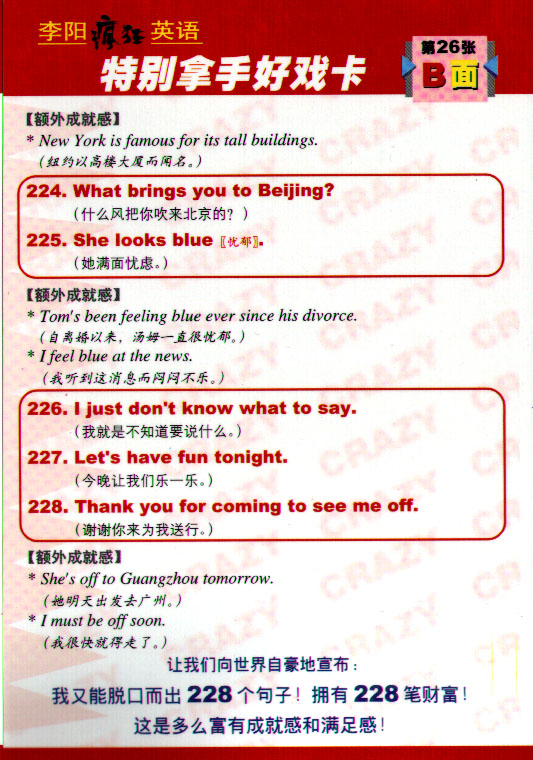 李阳疯狂英语
特别拿手好戏卡
第26张
B面
【额外成就感】
* New York is famous for its tall buildings.
(纽约以高楼大厦而闻名。)
224. What brings you to Beijing?
(什么风把你吹来北京的？)
225. She looks blue〖忧郁〗.
(她满面忧虑。)
【额外成就感】
* Tom's been feeling blue ever since his divorce.
(自离婚以来，汤姆一直很忧郁。)
* I feel blue at the news.
(我听到这消息而闷闷不乐。)
226. I just don't know what to say.
(我就是不知道要说什么。)
227. Let's have fun tonight.
(今晚让我们乐一乐。)
228. Thank you for coming to see me off.
(谢谢你来为我送行。)
【额外成就感】
* She's off to Guangzhou tomorrow.
(她明天出发去广州。)
* I must be off soon.
(我很快就得走了。)
让我们向世界自豪地宣布：
我又能脱口而出 228 个句子！拥有 228 笔财富！
这是多么富有成就感和满足感！
CRAZY
CRAZY
CRAZY
CRAZY
CRAZY
CRAZY